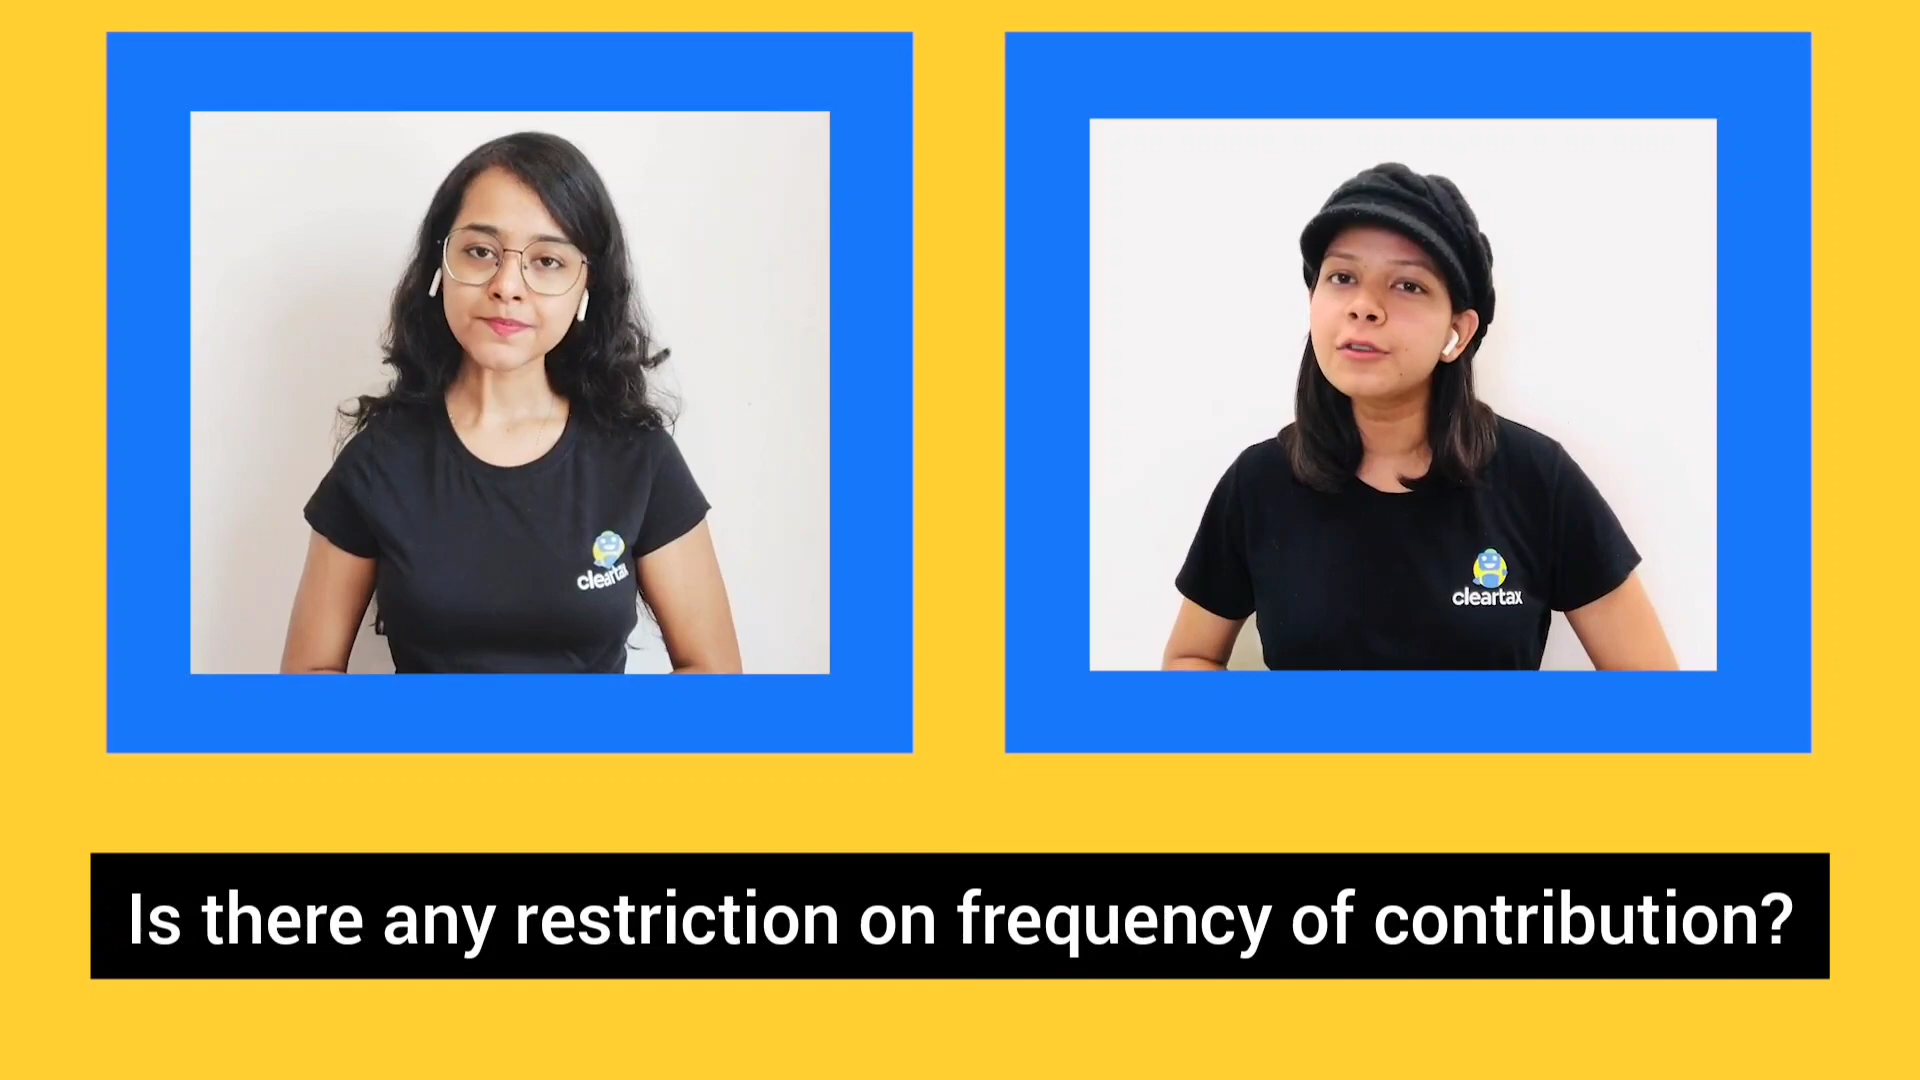 cleartax
cleartax
Is there any restriction on frequency of contribution?